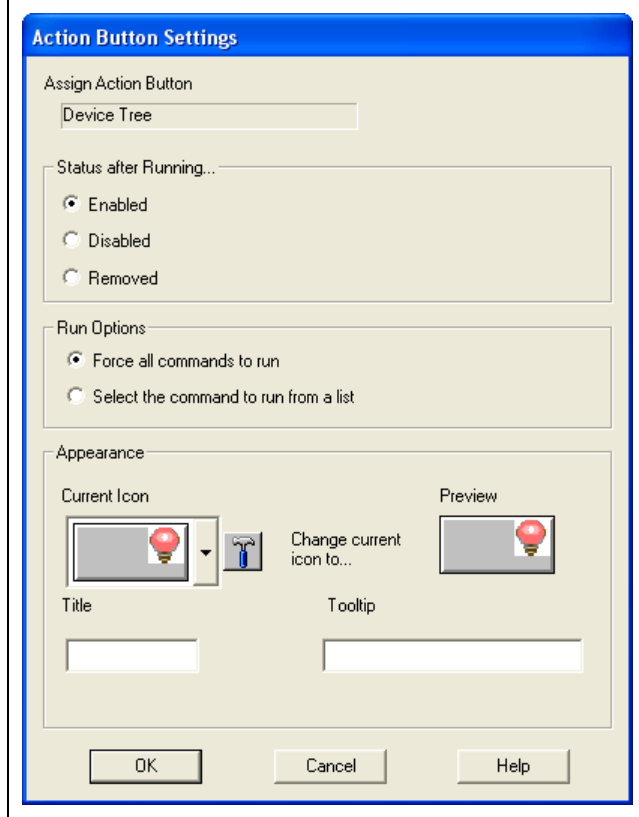 Action Button Settings
Assign Action Button
Device Tree
Status after Running...
Enabled
Disabled
Removed
Run Options
Force all commands to run
Select the command to run from a list
Appearance
Current Icon
Preview
Change current
icon to...
Title
Tooltip
OK
Cancel
Help